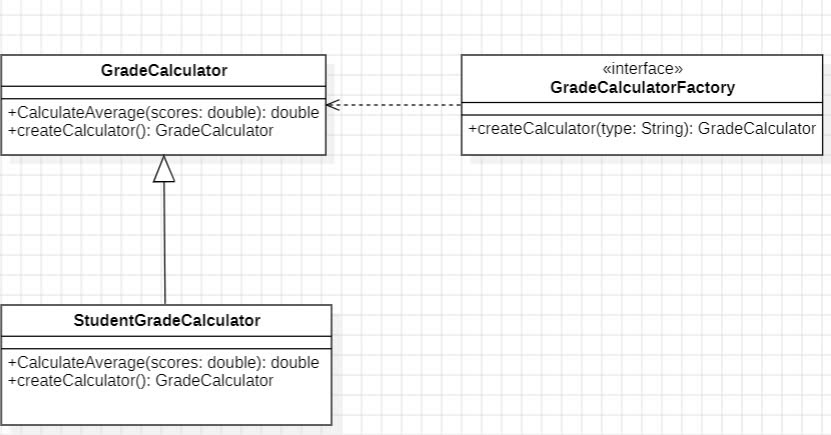 GradeCalculator
+CalculateAverage(scores: double): double
+createCalculator(): GradeCalculator
«interface»
GradeCalculatorFactory
+createCalculator(type: String): GradeCalculator
StudentGradeCalculator
+CalculateAverage(scores: double): double
+createCalculator(): GradeCalculator